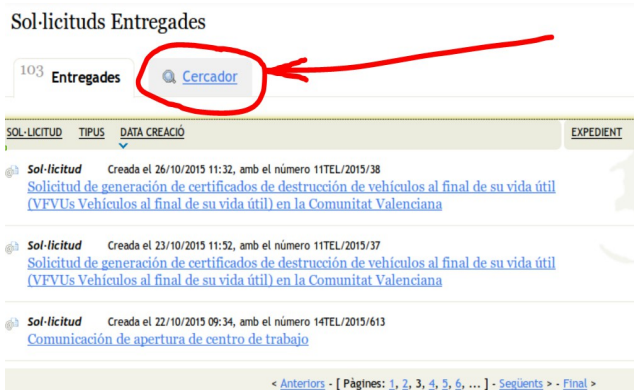 Sol·licituds Entregades
103 Entregades Cercador
SOL·LICITUD TIPUS DATA CREACIÓ EXPEDIENT
Sol·licitud Creada el 26/10/2015 11:32, amb el número 11TEL/2015/38
Solicitud de generación de certificados de destrucción de vehículos al final de su vida útil
(VFVUs Vehículos al final de su vida útil) en la Comunitat Valenciana
Sol·licitud Creada el 23/10/2015 11:52, amb el número 11TEL/2015/37
Solicitud de generación de certificados de destrucción de vehículos al final de su vida útil
(VFVUs Vehículos al final de su vida útil) en la Comunitat Valenciana
Sol·licitud Creada el 22/10/2015 09:34, amb el número 14TEL/2015/613
Comunicación de apertura de centro de trabajo
< Anteriors - [ Pàgines: 1, 2, 3, 4, 5, 6, ... ] - Següents > - Final >